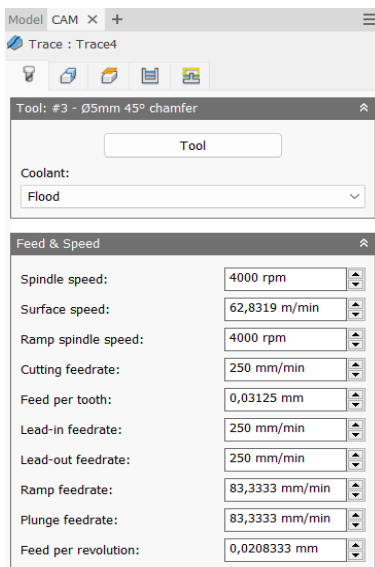 Model CAM × +
Trace : Trace4
Tool: #3 - Ø5mm 45º chamfer
Tool
Coolant:
Flood
Feed & Speed
Spindle speed: 4000 rpm
Surface speed: 62,8319 m/min
Ramp spindle speed: 4000 rpm
Cutting feedrate: 250 mm/min
Feed per tooth: 0,03125 mm
Lead-in feedrate: 250 mm/min
Lead-out feedrate: 250 mm/min
Ramp feedrate: 83,3333 mm/min
Plunge feedrate: 83,3333 mm/min
Feed per revolution: 0,0208333 mm